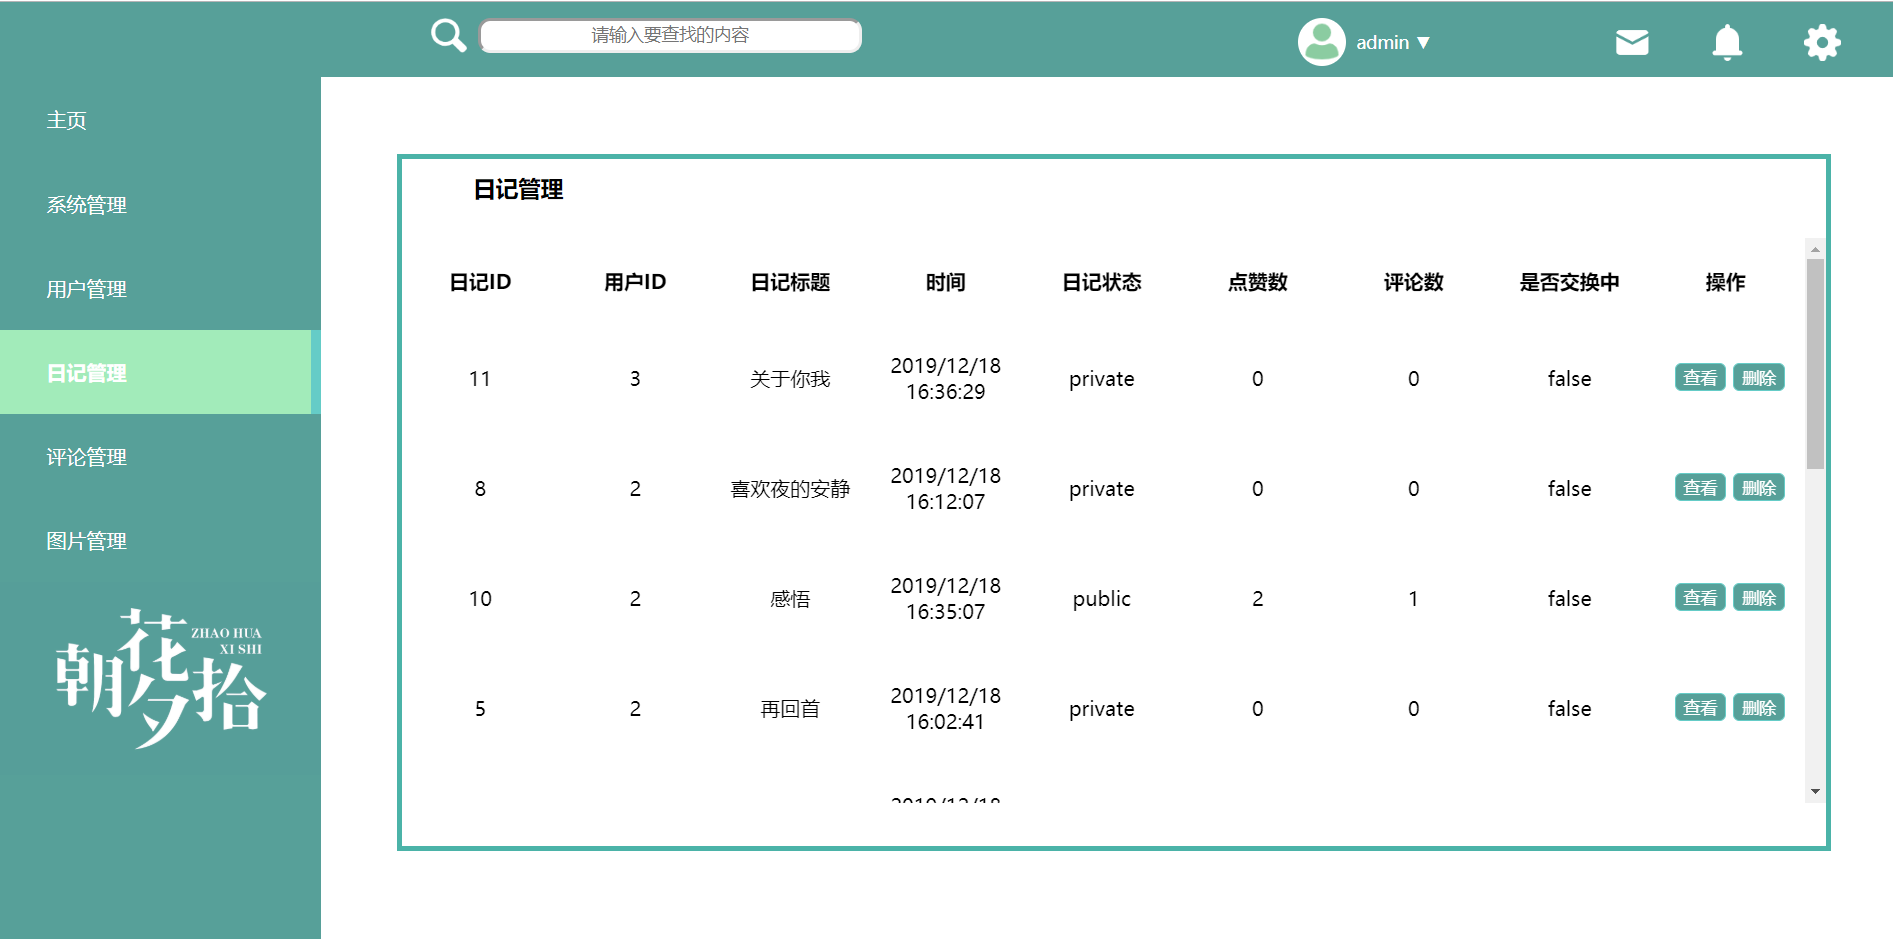 请输入要查找的内容
admin ▼
主页
系统管理
用户管理
日记管理
评论管理
图片管理
朝花夕拾
ZHAO HUA
XI SHI
日记管理
日记ID 用户ID 日记标题 时间 日记状态 点赞数 评论数 是否交换中 操作
11 3 关于你我 2019/12/18 16:36:29 private 0 0 false 查看 删除
8 2 喜欢夜的安静 2019/12/18 16:12:07 private 0 0 false 查看 删除
10 2 感悟 2019/12/18 16:35:07 public 2 1 false 查看 删除
5 2 再回首 2019/12/18 16:02:41 private 0 0 false 查看 删除
2019/12/18